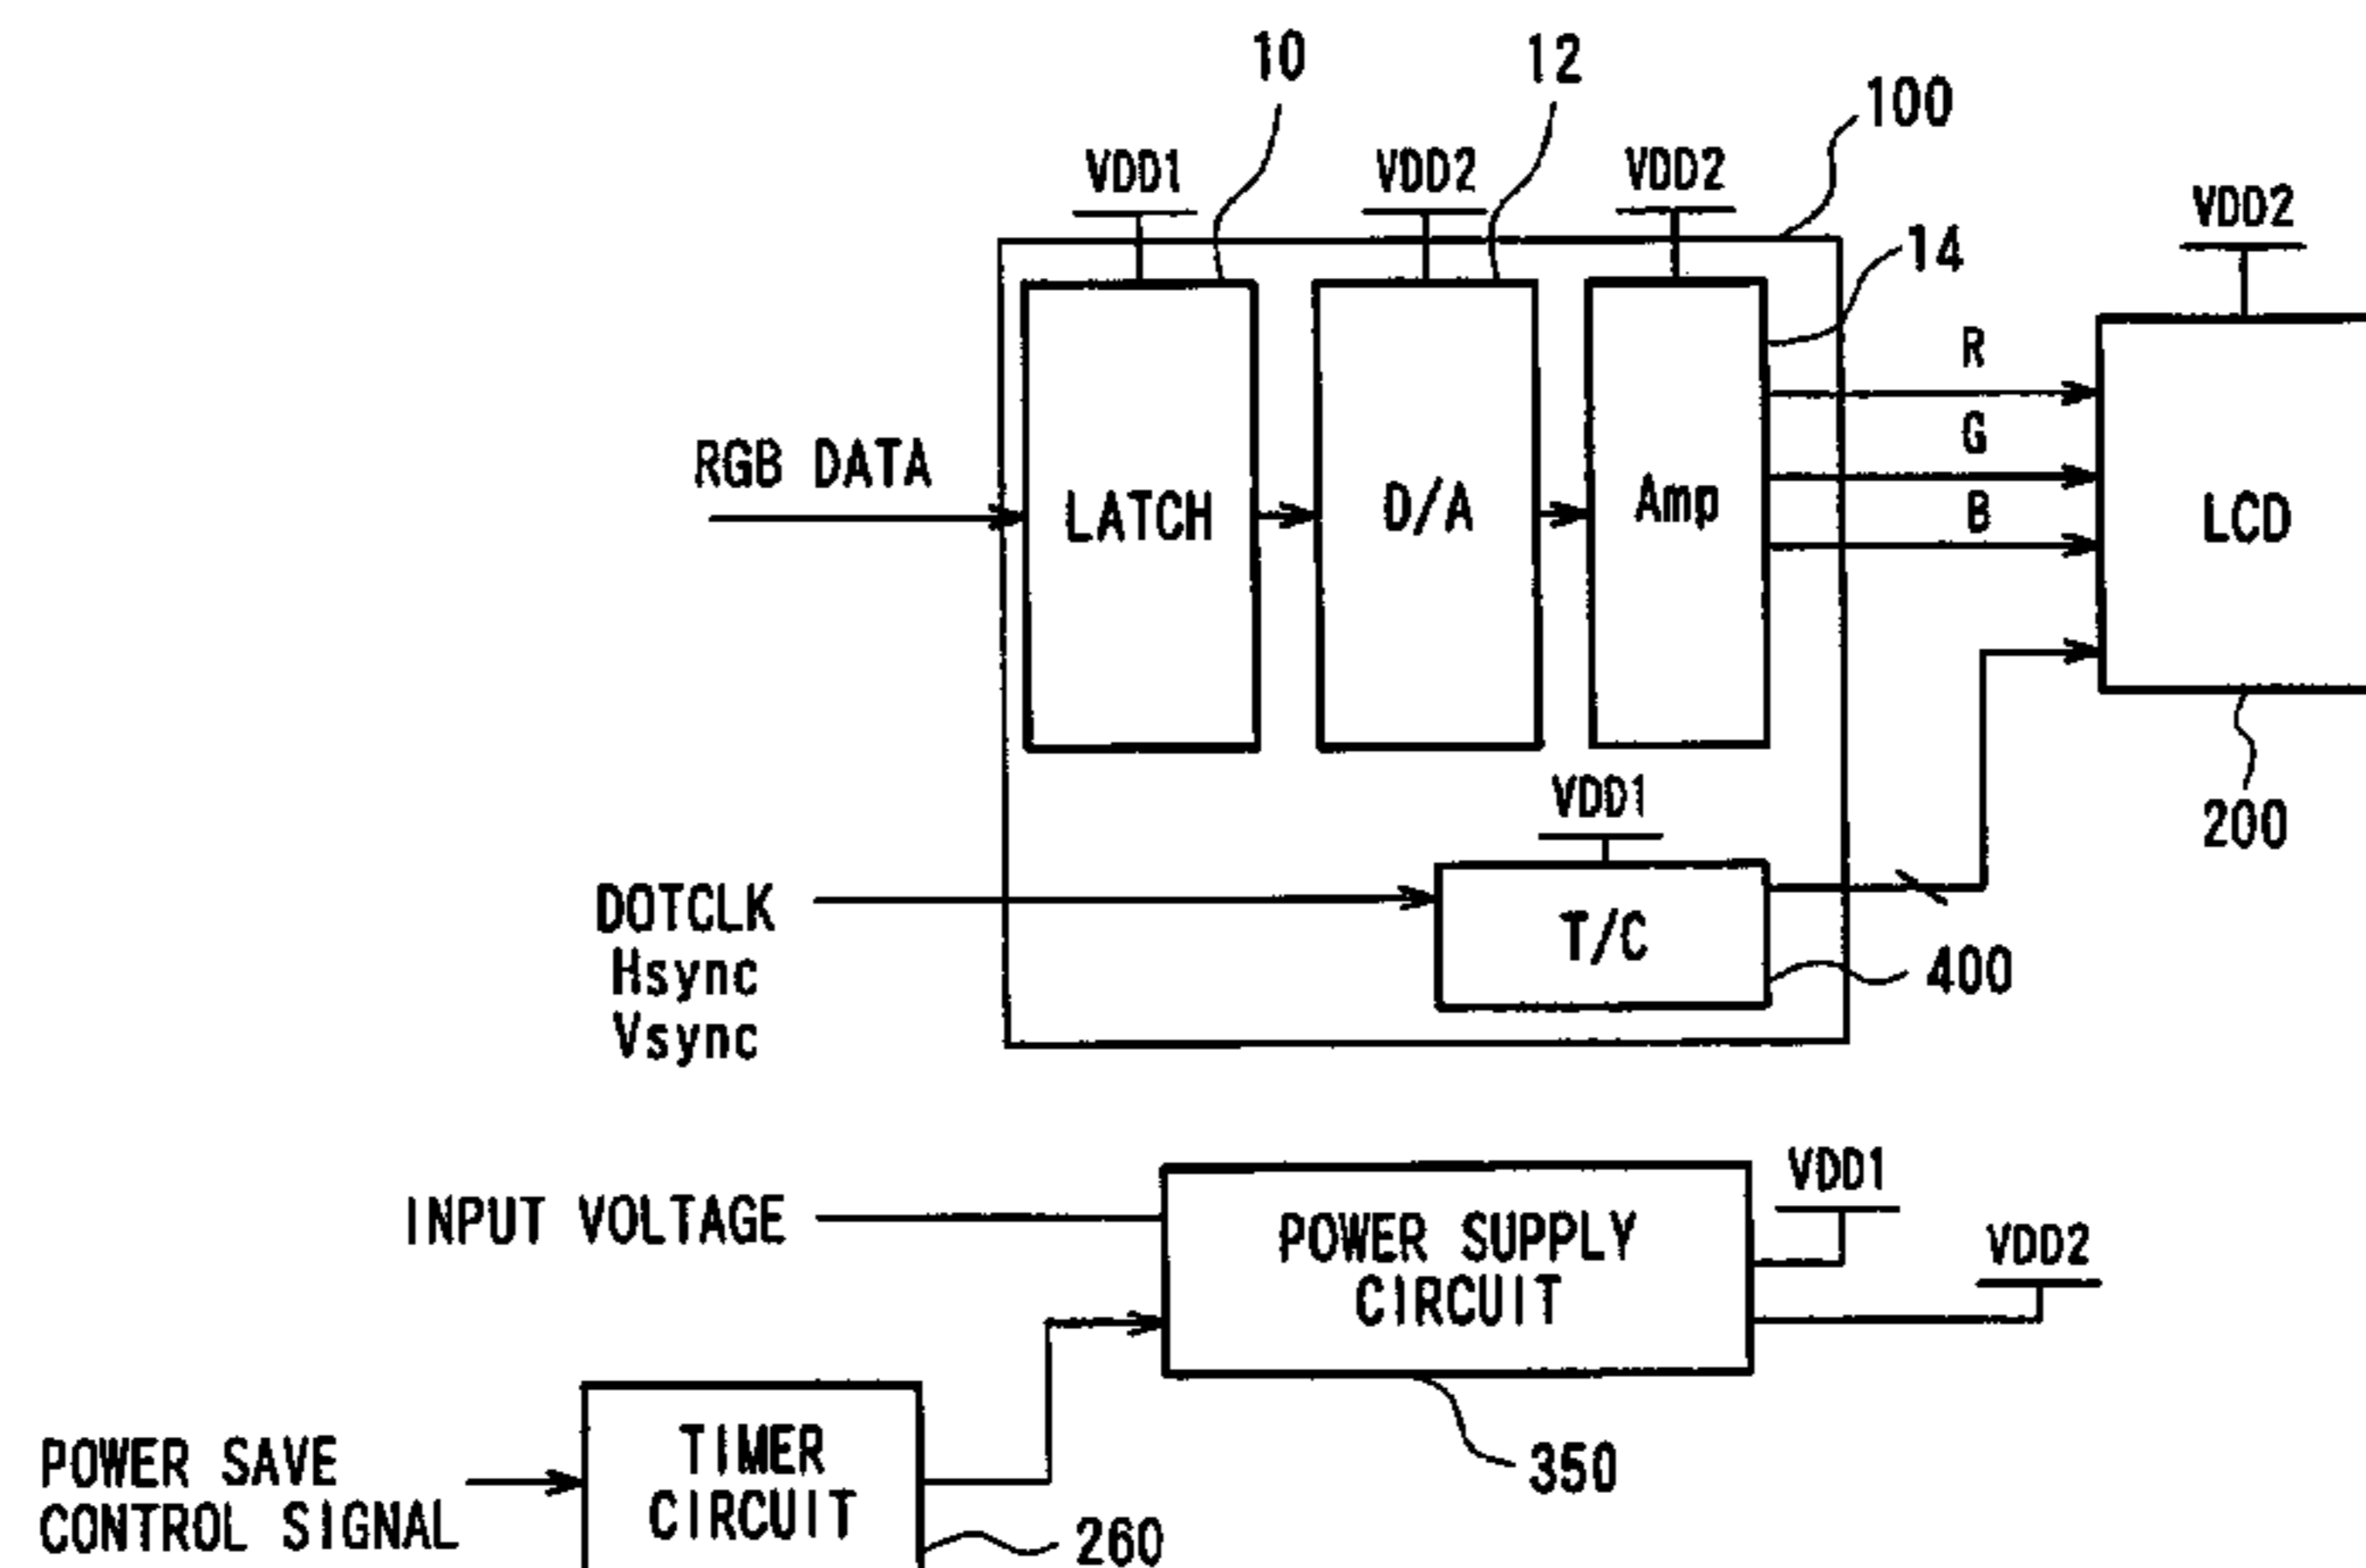 10
12
100
VDD1
VDD2
VDD2
VDD2
14
R
RGB DATA
G
LATCH
D/A
Amp
B
LCD
VDD1
200
DOTCLK
T/C
400
Hsync
Vsync
VDD1
INPUT VOLTAGE
POWER SUPPLY
CIRCUIT
VDD2
POWER SAVE
CONTROL SIGNAL
TIMER
CIRCUIT
350
260